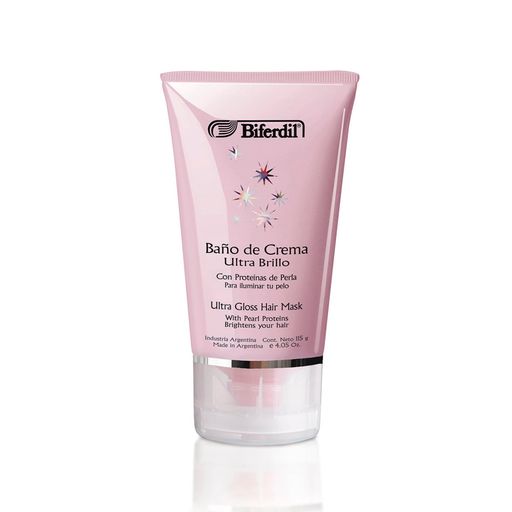 Biferdil®
Baño de Crema
Ultra Brillo
Con Proteínas de Perla
Para iluminar tu pelo
Ultra Gloss Hair Mask
With Pearl Proteins
Brightens your hair
Industria Argentina Cont. Neto 115 g
Made in Argentina e 4.05 Oz.